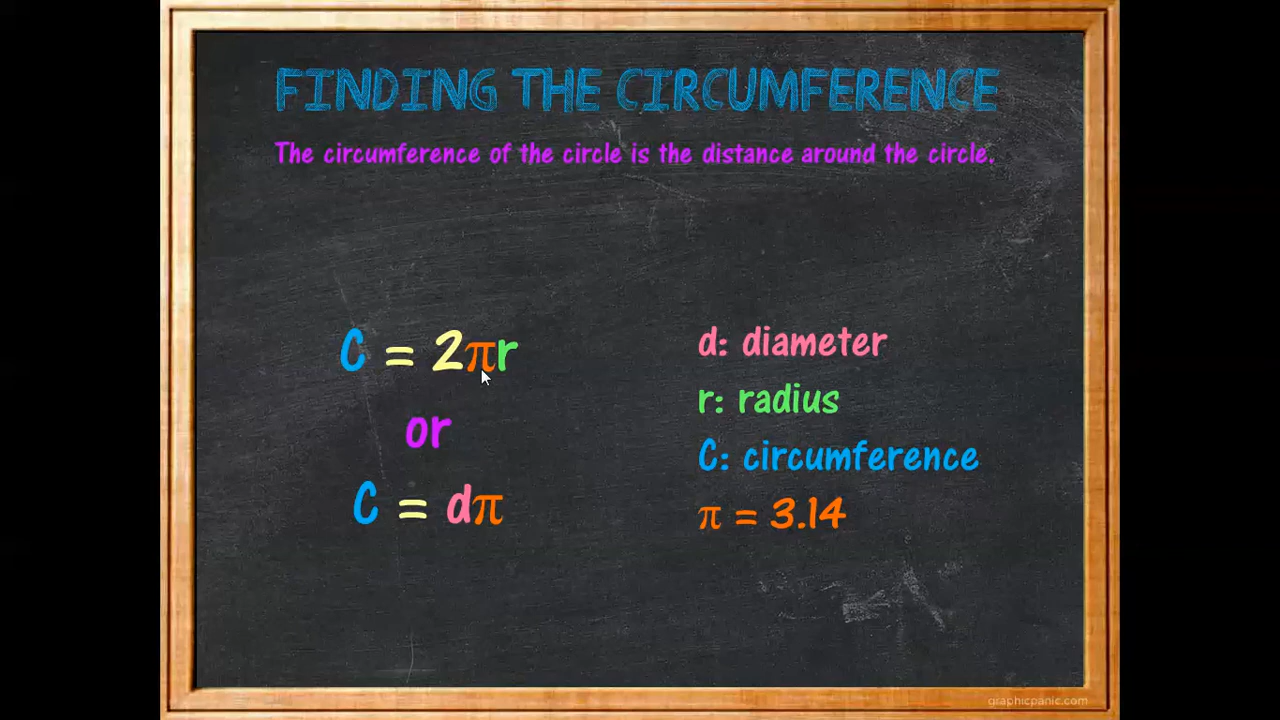 FINDING THE CIRCUMFERENCE
The circumference of the circle is the distance around the circle.
C = 2πr
or
C = dπ
d: diameter
r: radius
C: circumference
π = 3.14
graphicpanic.com